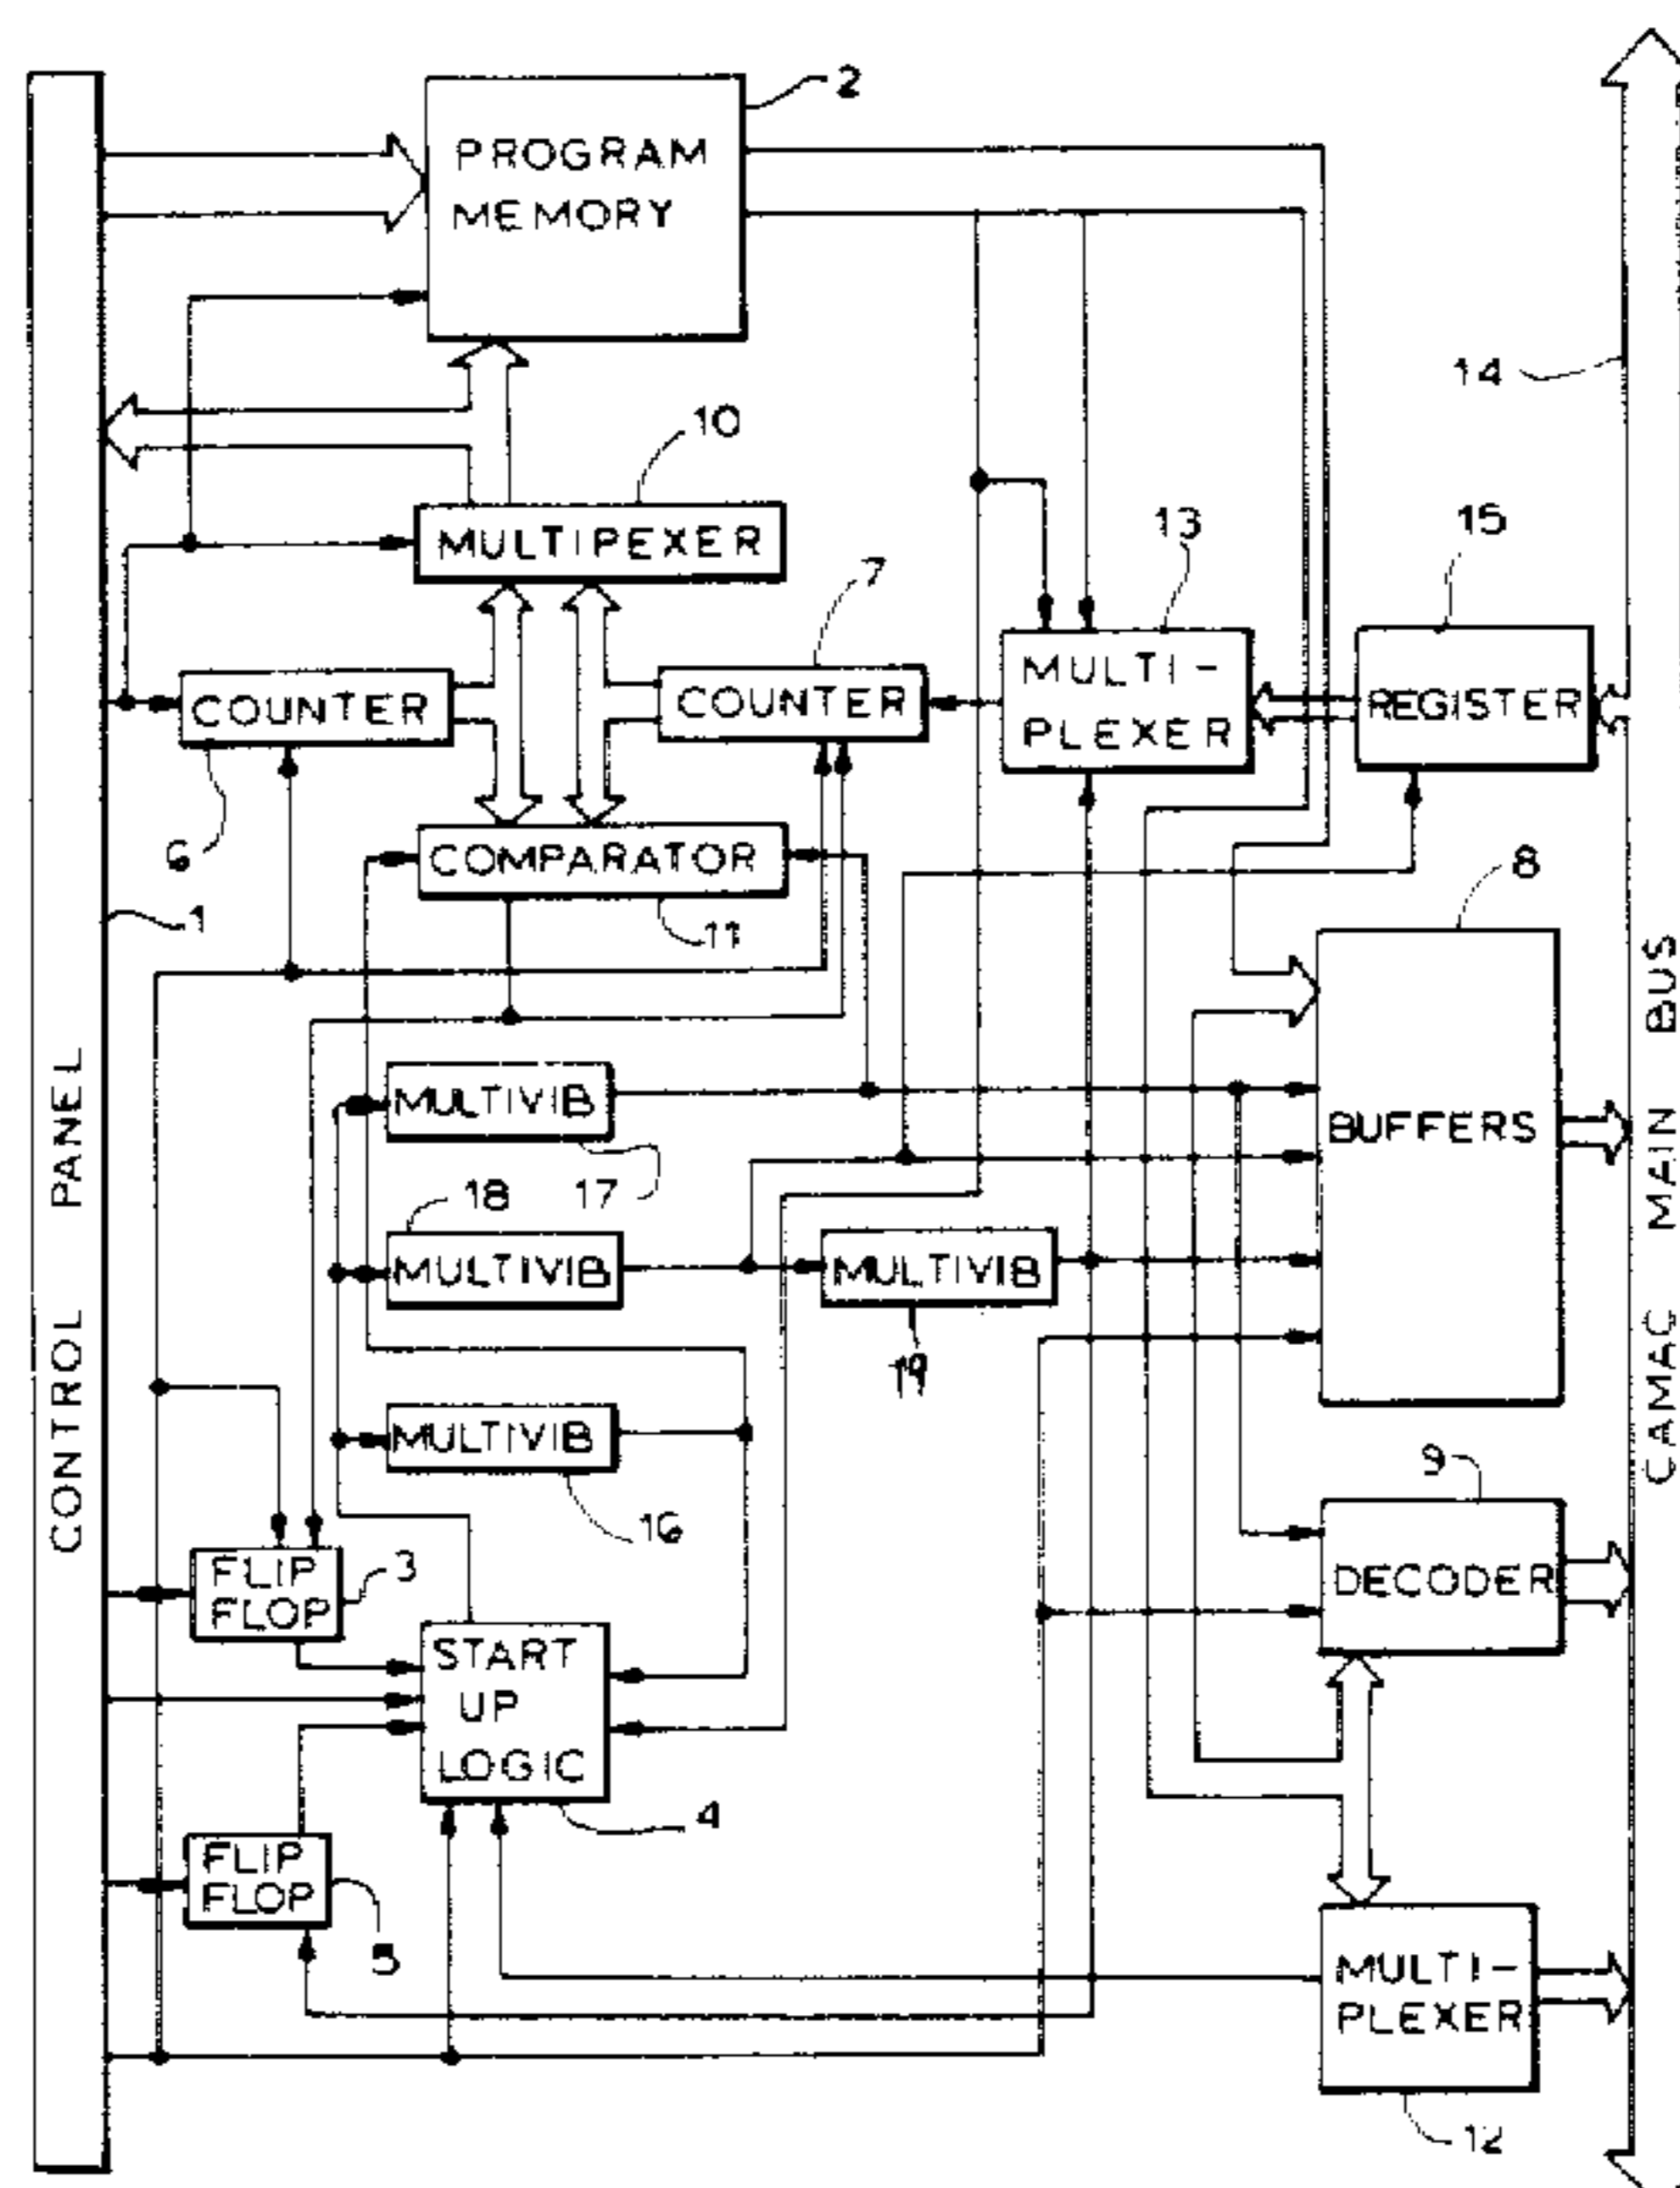 2
PROGRAM
MEMORY
14
10
MULTIPEXER
13
15
7
COUNTER
COUNTER
MULTI-
PLEXER
REGISTER
6
COMPARATOR
8
1
11
MULTIVIB
BUFFERS
17
18
MULTIVIB
MULTIVIB
19
MULTIVIB
16
9
FLIP
FLOP
3
DECODER
START
UP
LOGIC
4
FLIP
FLOP
5
MULTI-
PLEXER
12
CONTROL PANEL
CAMAC MAIN BUS